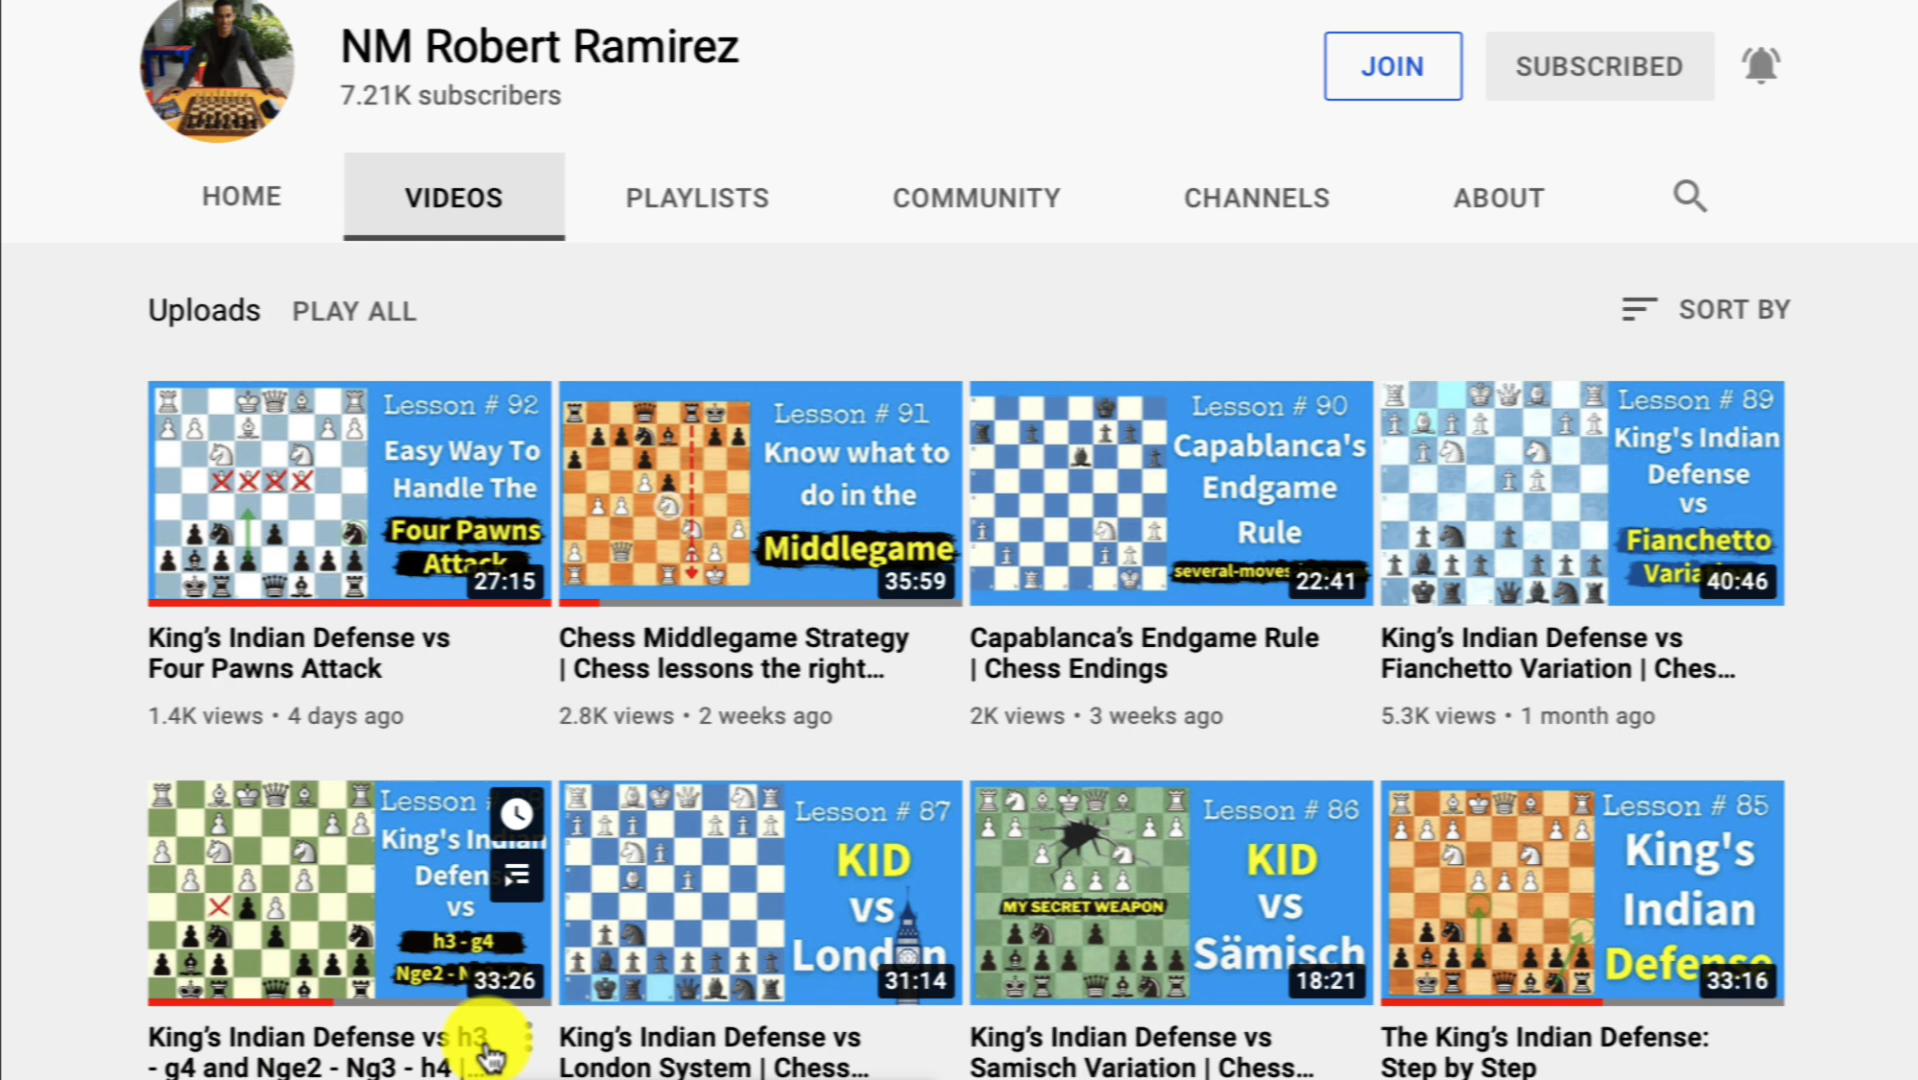 NM Robert Ramirez
7.21K subscribers
JOIN
SUBSCRIBED
HOME
VIDEOS
PLAYLISTS
COMMUNITY
CHANNELS
ABOUT
Uploads
PLAY ALL
SORT BY
Lesson # 92
Easy Way To
Handle The
Four Pawns
Attack
27:15
Lesson # 91
Know what to
do in the
Middlegame
35:59
Lesson # 90
Capablanca's
Endgame
Rule
several-moves
22:41
Lesson # 89
King's Indian
Defense
vs
Fianchetto
40:46
King’s Indian Defense vs
Four Pawns Attack
1.4K views • 4 days ago
Chess Middlegame Strategy
| Chess lessons the right...
2.8K views • 2 weeks ago
Capablanca’s Endgame Rule
| Chess Endings
2K views • 3 weeks ago
King’s Indian Defense vs
Fianchetto Variation | Ches...
5.3K views • 1 month ago
Lesson
King's Indian
Defens
vs
h3 - g4
Nge2 - N
33:26
Lesson # 87
KID
vs
London
31:14
Lesson # 86
KID
vs
Sämisch
MY SECRET WEAPON
18:21
Lesson # 85
King's
Indian
Defense
33:16
King’s Indian Defense vs h3
- g4 and Nge2 - Ng3 - h4 |...
King’s Indian Defense vs
London System | Chess...
King’s Indian Defense vs
Samisch Variation | Chess...
The King’s Indian Defense:
Step by Step